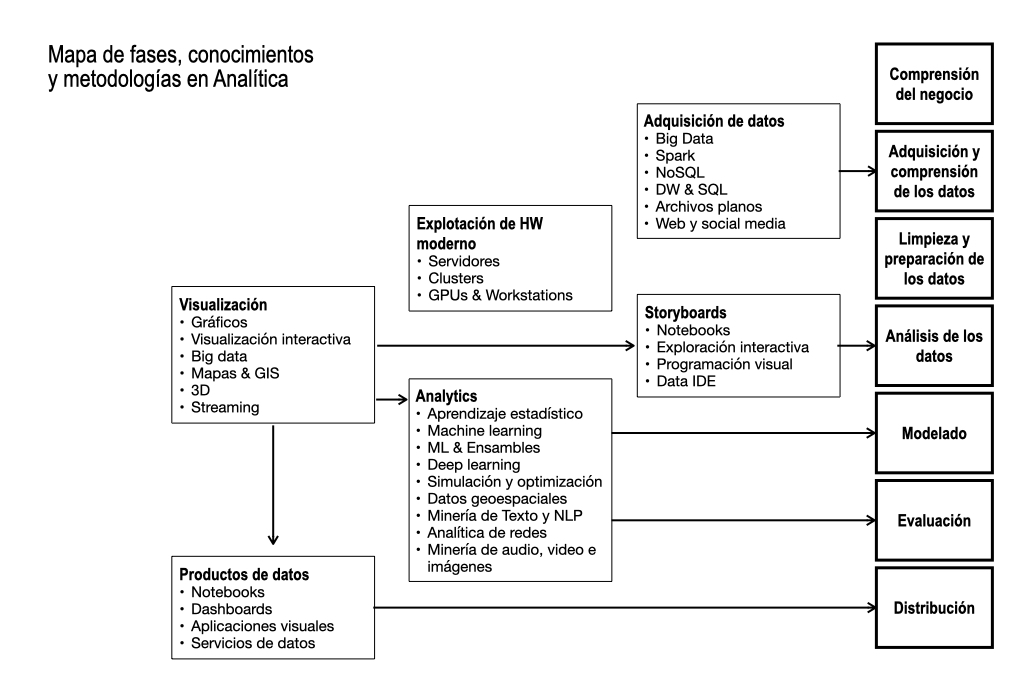 Mapa de fases, conocimientos
y metodologías en Analítica
Comprensión
del negocio
Adquisición de datos
• Big Data
• Spark
• NoSQL
• DW & SQL
• Archivos planos
• Web y social media
Adquisición y
comprensión
de los datos
Explotación de HW
moderno
• Servidores
• Clusters
• GPUs & Workstations
Limpieza y
preparación de
los datos
Visualización
• Gráficos
• Visualización interactiva
• Big data
• Mapas & GIS
• 3D
• Streaming
Storyboards
• Notebooks
• Exploración interactiva
• Programación visual
• Data IDE
Análisis de los
datos
Analytics
• Aprendizaje estadístico
• Machine learning
• ML & Ensambles
• Deep learning
• Simulación y optimización
• Datos geoespaciales
• Minería de Texto y NLP
• Analítica de redes
• Minería de audio, video e
imágenes
Modelado
Evaluación
Productos de datos
• Notebooks
• Dashboards
• Aplicaciones visuales
• Servicios de datos
Distribución